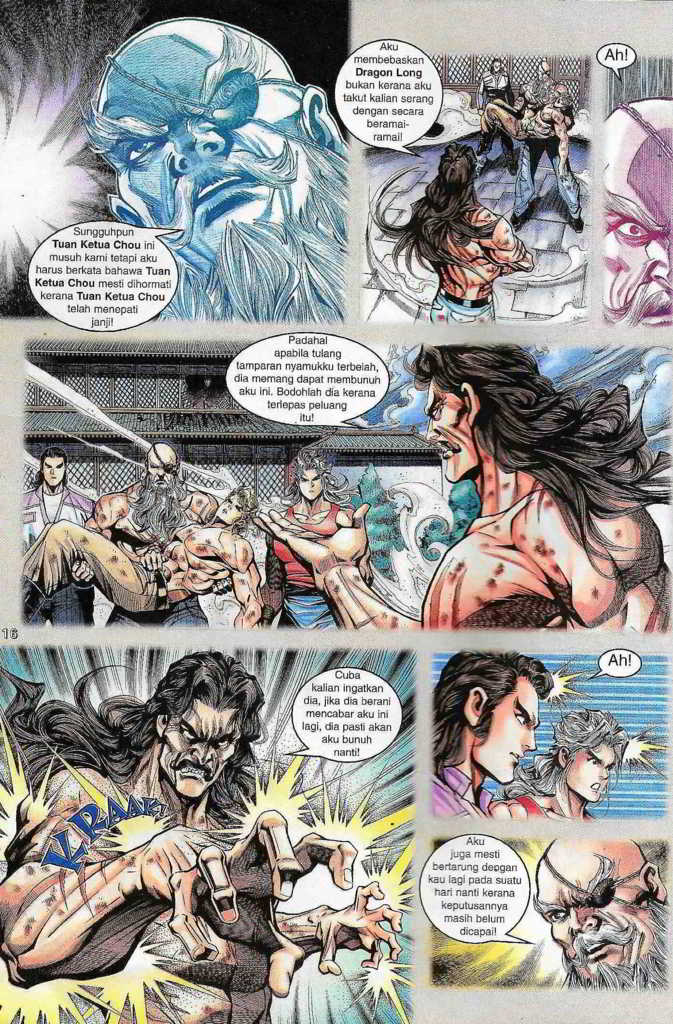 Sungguhpun
Tuan Ketua Chou ini
musuh kami tetapi aku
harus berkata bahawa Tuan
Ketua Chou mesti dihormati
kerana Tuan Ketua Chou
telah menepati
janji!
Aku
membebaskan
Dragon Long
bukan kerana aku
takut kalian serang
dengan secara
beramai-
ramai!
Ah!
Padahal
apabila tulang
tamparan nyamukku terbelah,
dia memang dapat membunuh
aku ini. Bodohlah dia kerana
terlepas peluang
itu!
16
Cuba
kalian ingatkan
dia, jika dia berani
mencabar aku ini
lagi, dia pasti akan
aku bunuh
nanti!
KRAAK!
Ah!
Aku
juga mesti
bertarung dengan
kau lagi pada suatu
hari nanti kerana
keputusannya
masih belum
dicapai!